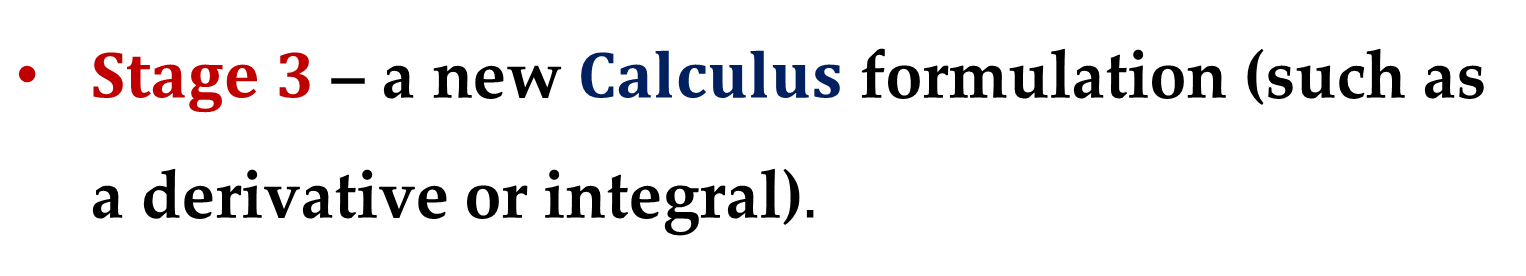 • Stage 3 – a new Calculus formulation (such as
a derivative or integral).